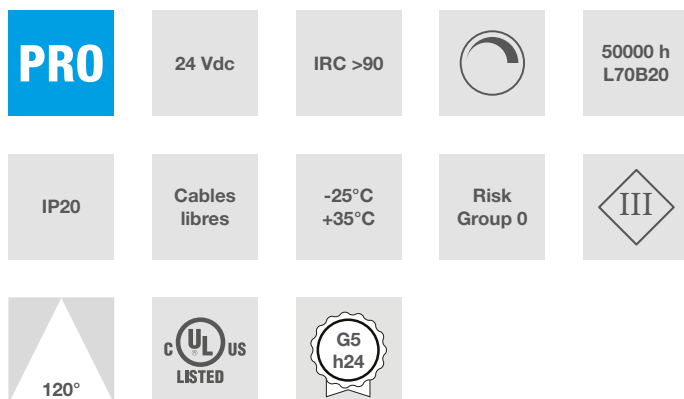 PRO
24 Vdc
IRC >90
50000 h
L70B20
IP20
Cables
libres
-25°C
+35°C
Risk
Group 0
III
120°
C UL US
®
LISTED
G5
h24